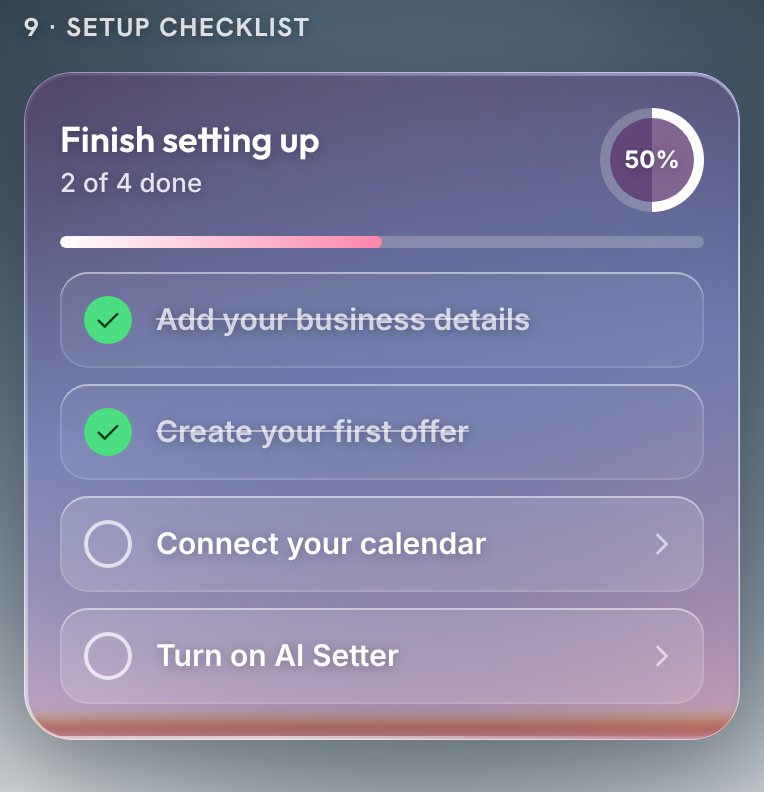 9 · SETUP CHECKLIST
Finish setting up
2 of 4 done
50%
Add your business details
Create your first offer
Connect your calendar
Turn on AI Setter